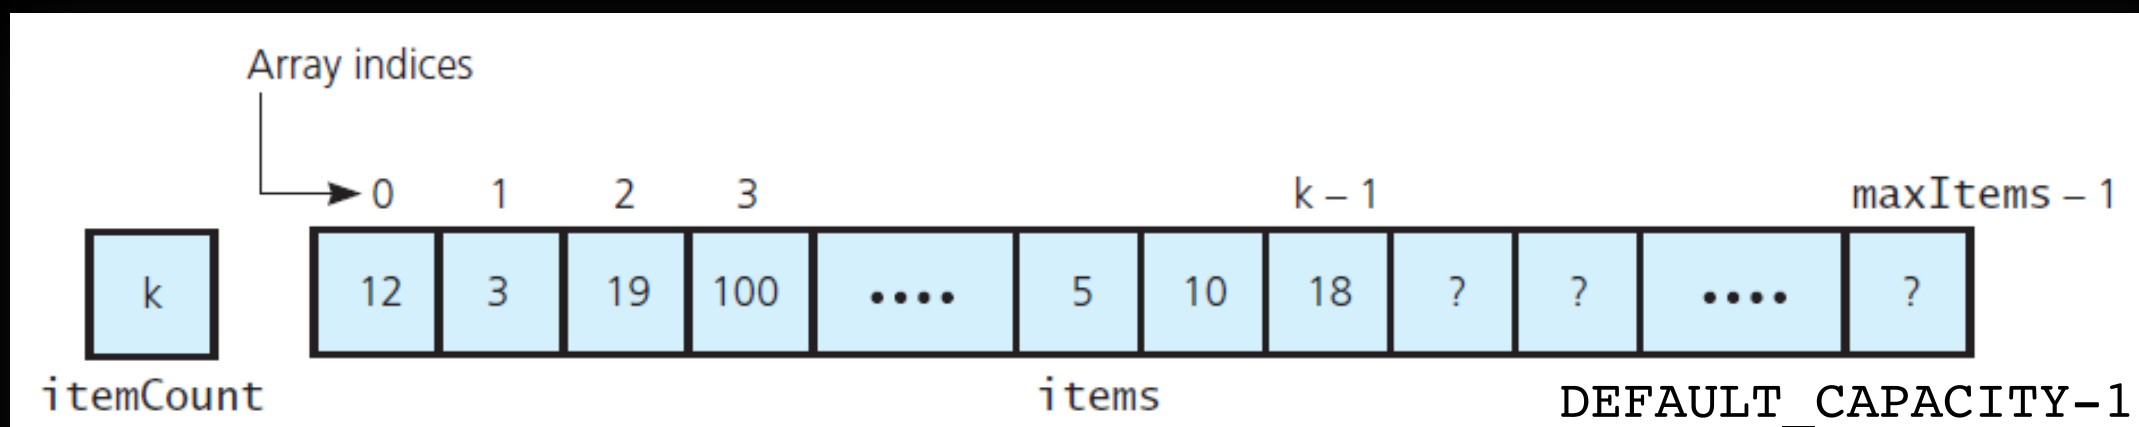 Array indices
0 1 2 3 k – 1 maxItems – 1
k 12 3 19 100 .... 5 10 18 ? ? .... ?
itemCount items DEFAULT_CAPACITY-1